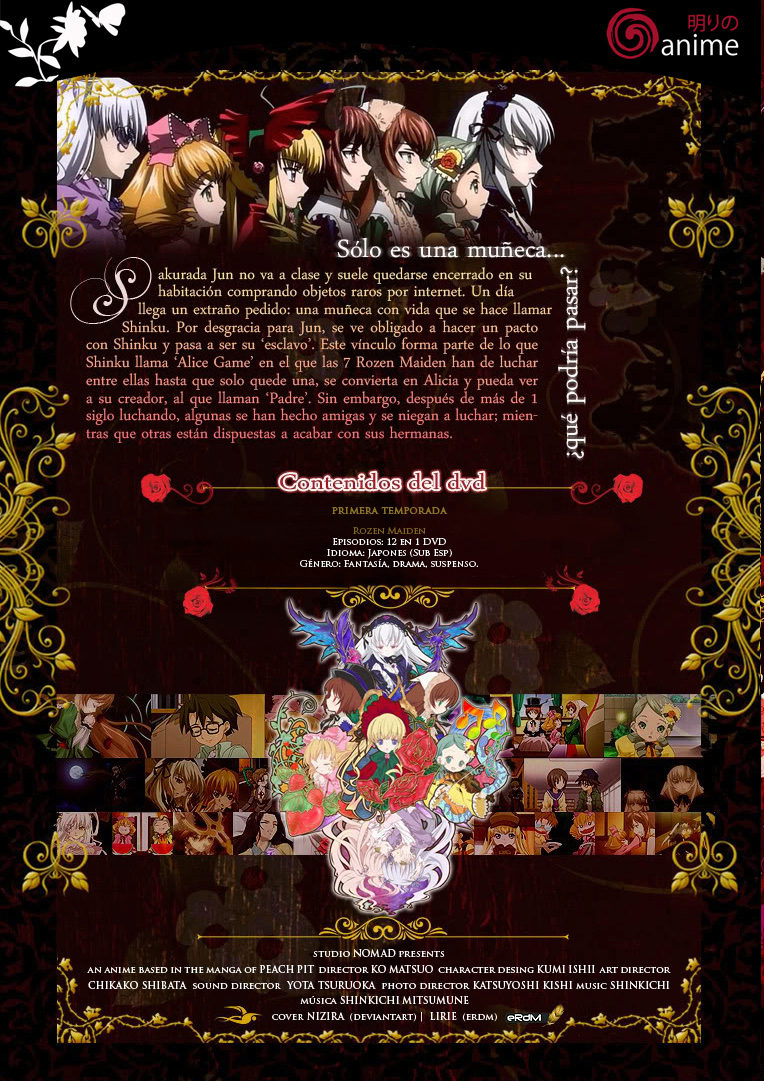 明りの
anime
Sólo es una muñeca...
¿qué podría pasar?
Sakurada Jun no va a clase y suele quedarse encerrado en su
habitación comprando objetos raros por internet. Un día
llega un extraño pedido: una muñeca con vida que se hace llamar
Shinku. Por desgracia para Jun, se ve obligado a hacer un pacto
con Shinku y pasa a ser su ‘esclavo’. Este vínculo forma parte de lo que
Shinku llama ‘Alice Game’ en el que las 7 Rozen Maiden han de luchar
entre ellas hasta que solo quede una, se convierta en Alicia y pueda ver
a su creador, al que llaman ‘Padre’. Sin embargo, después de más de 1
siglo luchando, algunas se han hecho amigas y se niegan a luchar; mien-
tras que otras están dispuestas a acabar con sus hermanas.
Contenidos del dvd
PRIMERA TEMPORADA
Rozen Maiden
Episodios: 12 en 1 DVD
Idioma: Japones (Sub Esp)
Género: Fantasía, drama, suspenso.
studio NOMAD presents
an anime based in the manga of PEACH PIT director KO MATSUO character desing KUMI ISHII art director
CHIKAKO SHIBATA sound director YOTA TSURUOKA photo director KATSUYOSHI KISHI music SHINKICHI
música SHINKICHI MITSUMUNE
cover NIZIRA (deviantart) | LIRIE (erdm) eRdM